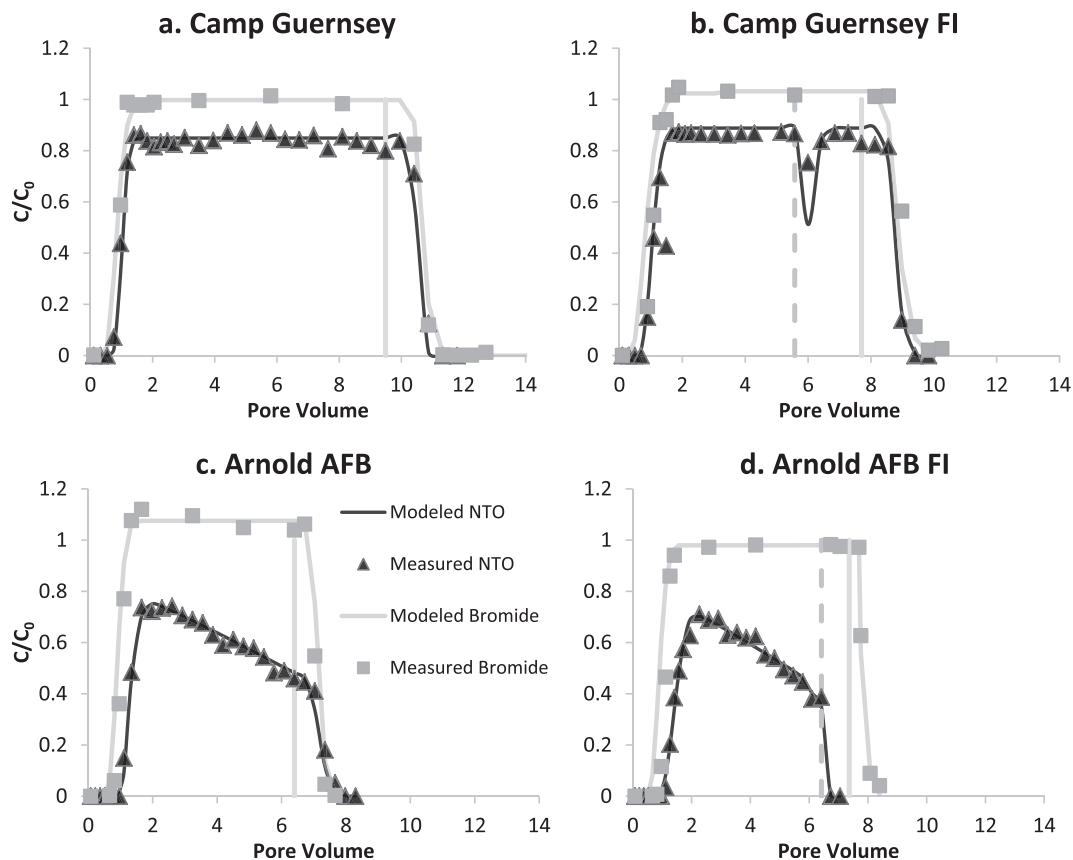 a. Camp Guernsey
1.2
1
0.8
0.6
0.4
0.2
0
C/C0
0 2 4 6 8 10 12 14
Pore Volume
b. Camp Guernsey FI
1.2
1
0.8
0.6
0.4
0.2
0
0 2 4 6 8 10 12 14
Pore Volume
c. Arnold AFB
1.2
1
0.8
0.6
0.4
0.2
0
C/C0
Modeled NTO
Measured NTO
Modeled Bromide
Measured Bromide
0 2 4 6 8 10 12 14
Pore Volume
d. Arnold AFB FI
1.2
1
0.8
0.6
0.4
0.2
0
0 2 4 6 8 10 12 14
Pore Volume